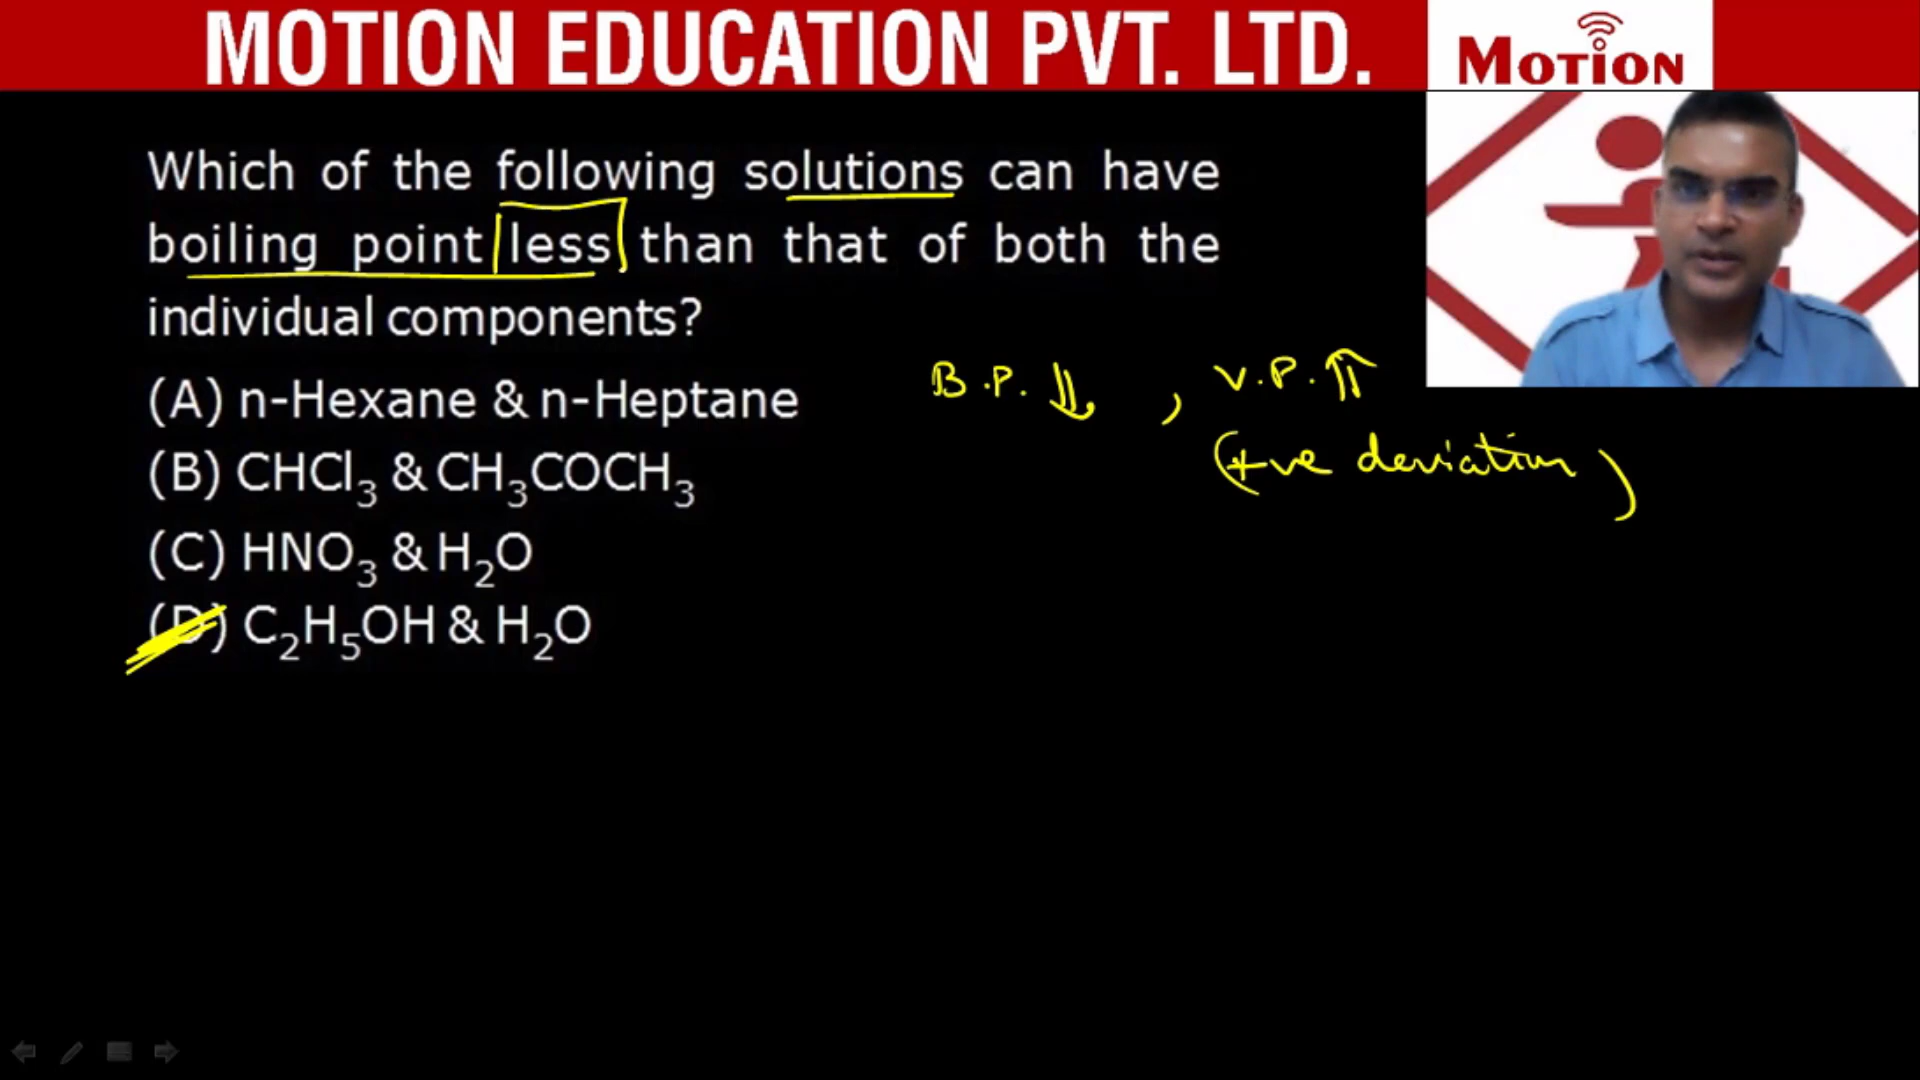 MOTION EDUCATION PVT. LTD.
MOTION
Which of the following solutions can have
boiling point less than that of both the
individual components?
(A) n-Hexane & n-Heptane
B.P. ⇓ , V.P. ⇑
(+ve deviation)
(B) CHCl₃ & CH₃COCH₃
(C) HNO₃ & H₂O
(D) C₂H₅OH & H₂O